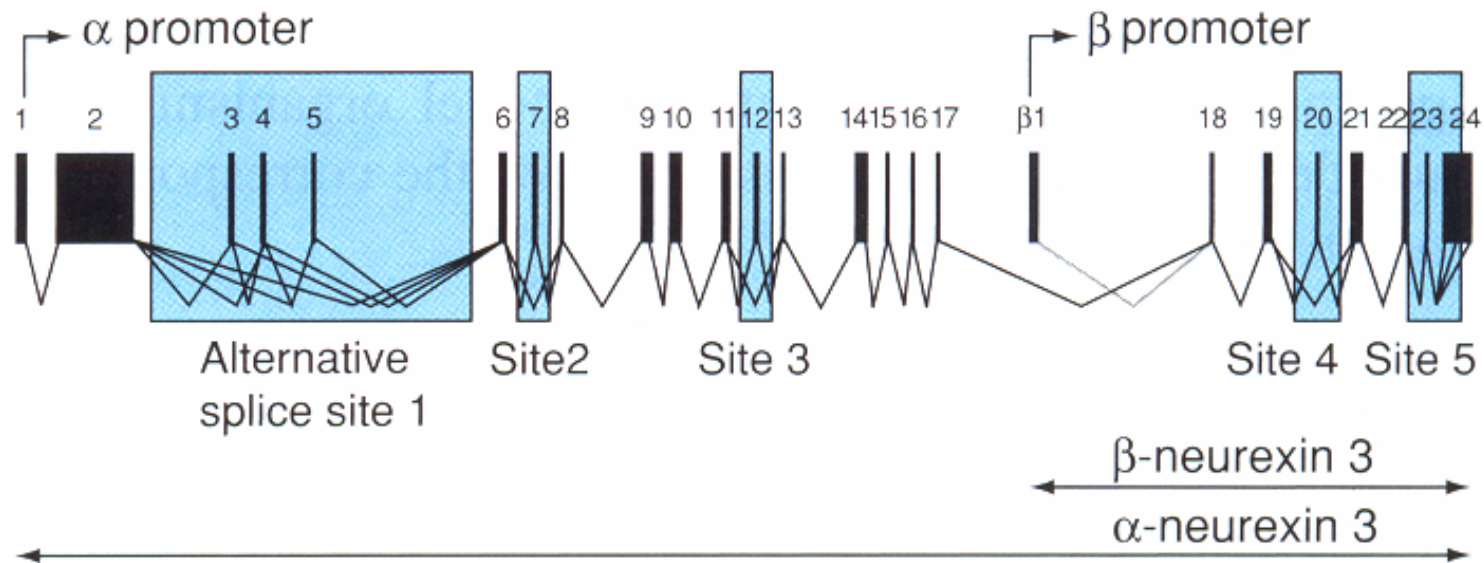 α promoter
β promoter
1 2 3 4 5 6 7 8 9 10 11 12 13 14 15 16 17 β1 18 19 20 21 22 23 24
Alternative
splice site 1
Site2
Site 3
Site 4
Site 5
β-neurexin 3
α-neurexin 3